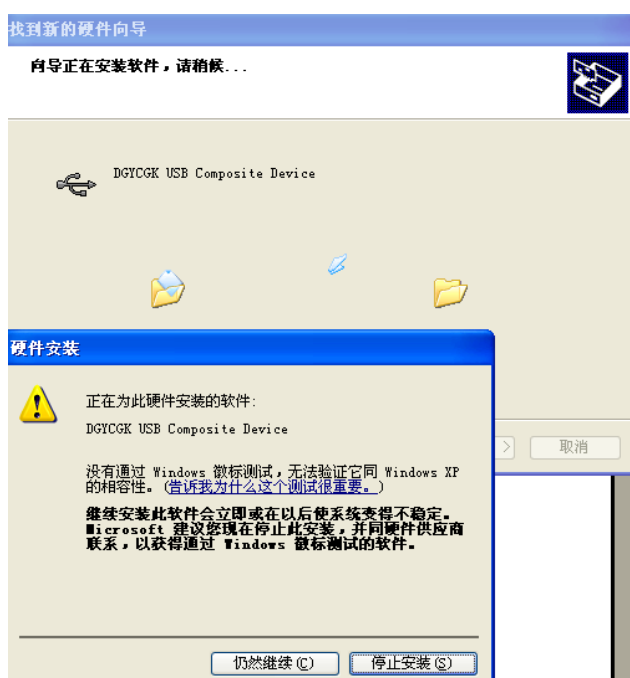 找到新的硬件向导
向导正在安装软件，请稍候...
DGYCGK USB Composite Device
硬件安装
正在为此硬件安装的软件:
DGYCGK USB Composite Device
没有通过 Windows 徽标测试，无法验证它同 Windows XP
的相容性。(告诉我为什么这个测试很重要。)
继续安装此软件会立即或在以后使系统变得不稳定。
Microsoft 建议您现在停止此安装，并同硬件供应商
联系，以获得通过 Windows 徽标测试的软件。
> 取消
仍然继续(C) 停止安装(S)